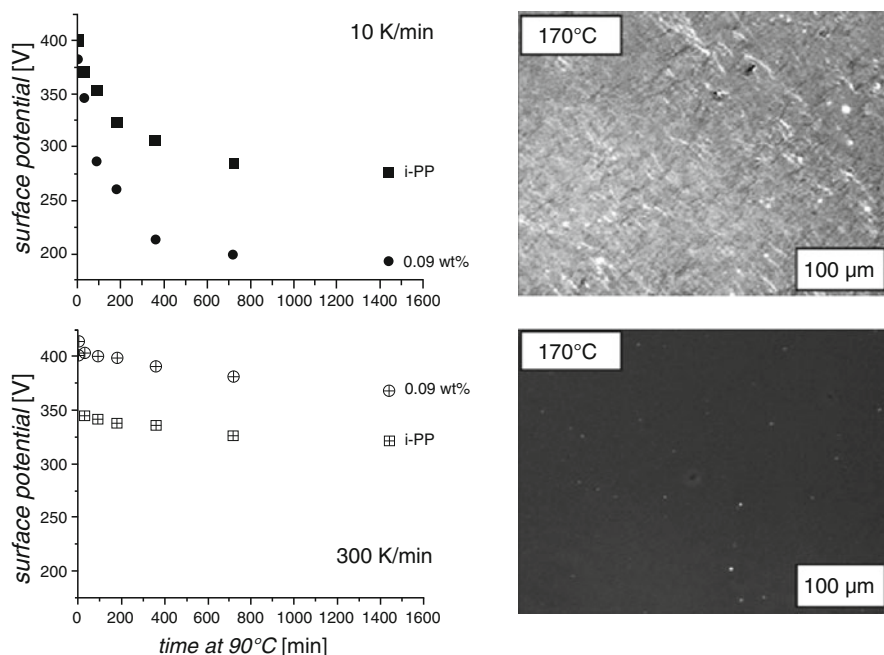 10 K/min
surface potential [V]
400
350
300
250
200
i-PP
0.09 wt%
0 200 400 600 800 1000 1200 1400 1600
170°C
100 µm
300 K/min
surface potential [V]
400
350
300
250
200
0.09 wt%
i-PP
0 200 400 600 800 1000 1200 1400 1600
time at 90°C [min]
170°C
100 µm